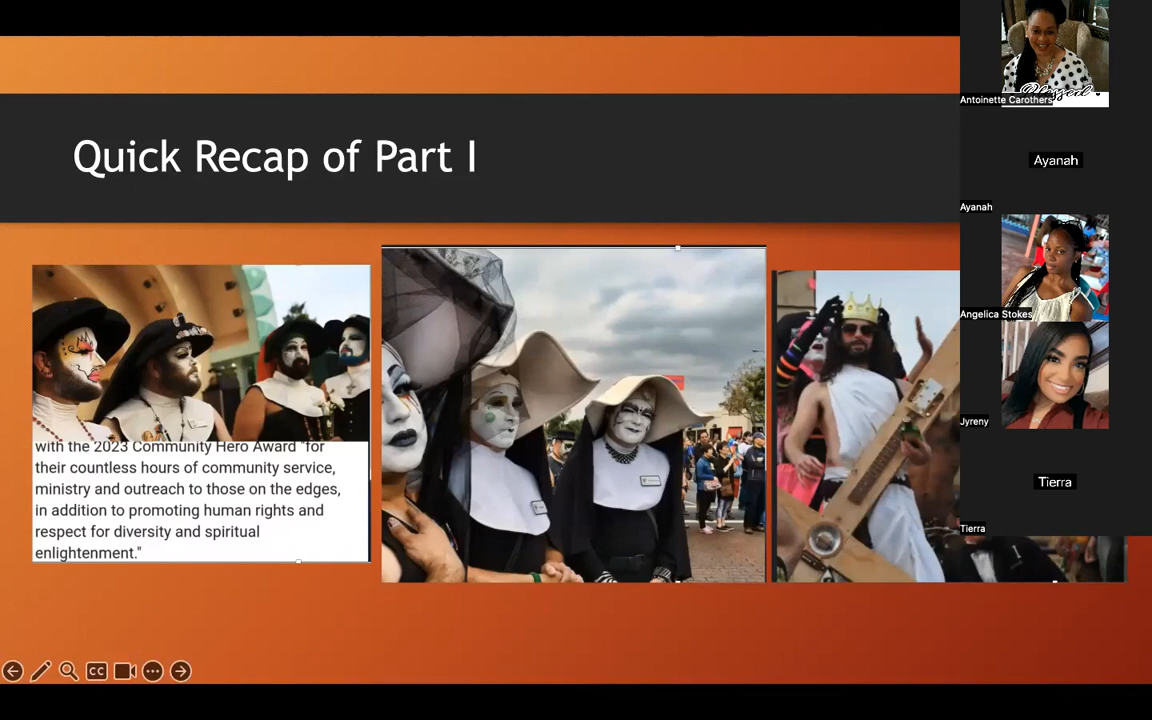 Quick Recap of Part I
with the 2023 Community Hero Award "for
their countless hours of community service,
ministry and outreach to those on the edges,
in addition to promoting human rights and
respect for diversity and spiritual
enlightenment."
Blessed
Antoinette Carothers
Ayanah
Ayanah
Angelica Stokes
Jyreny
Tierra
Tierra
CC